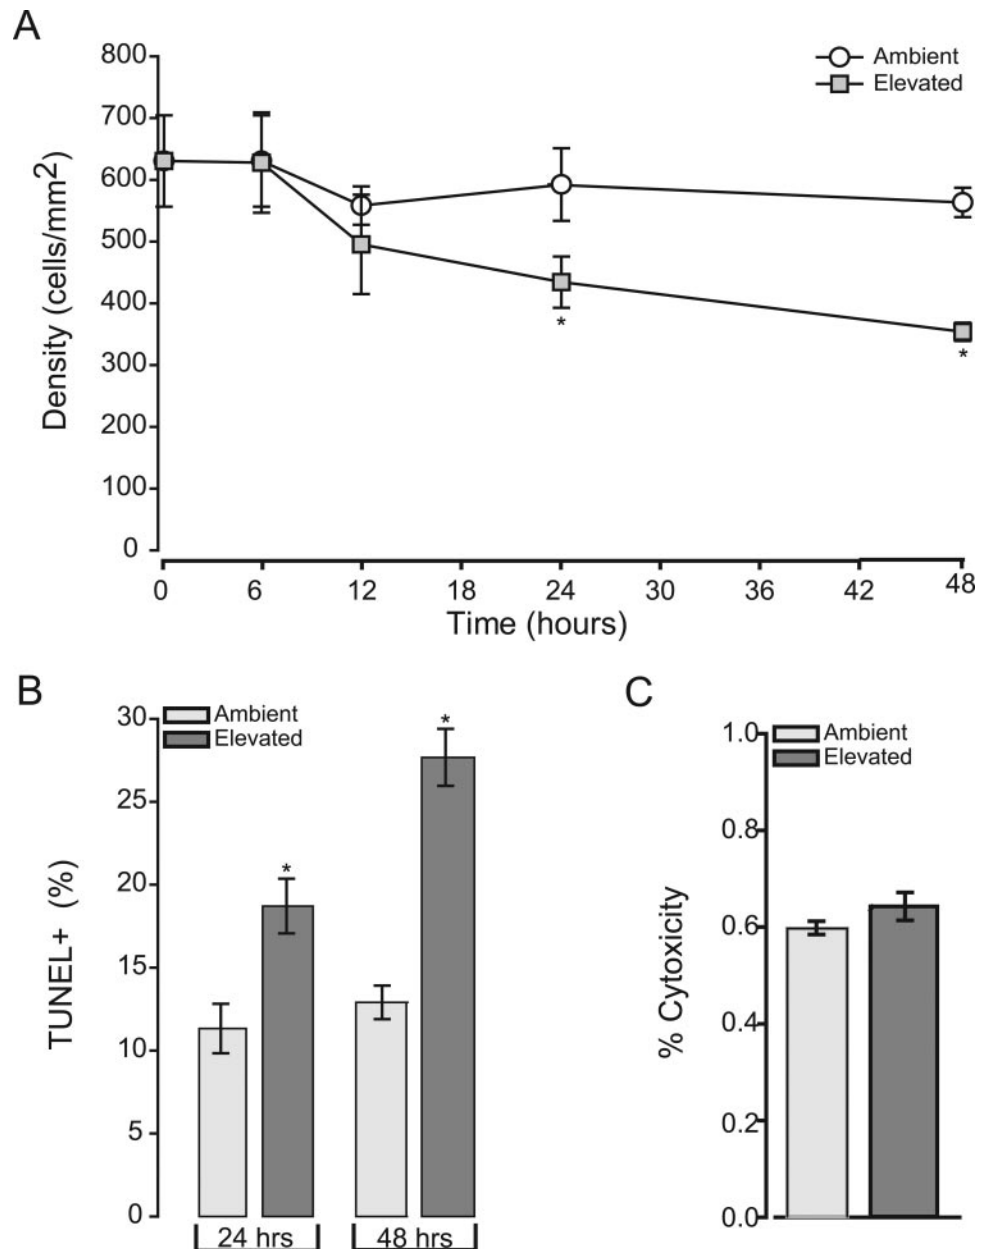 A
800
700
600
500
400
300
200
100
0
Density (cells/mm2)
Ambient
Elevated
*
*
0 6 12 18 24 30 36 42 48
Time (hours)
B
Ambient
Elevated
30
25
20
15
10
5
0
TUNEL+ (%)
*
*
24 hrs 48 hrs
C
Ambient
Elevated
1.0
0.8
0.6
0.4
0.2
0.0
% Cytoxicity